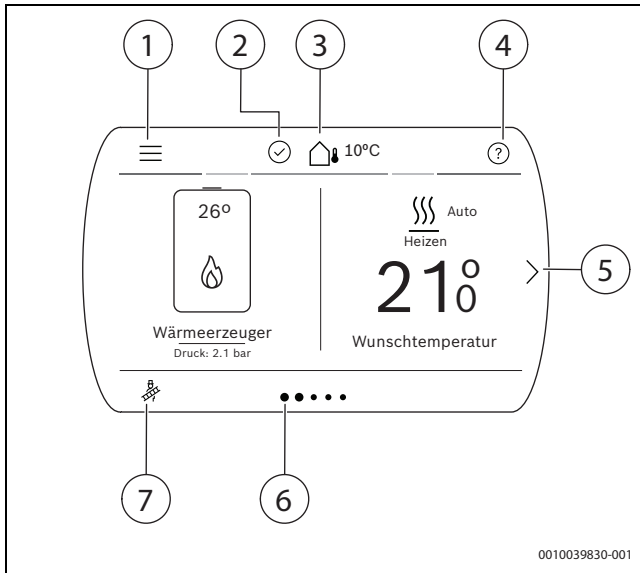 1 2 3 4
10°C ?
26° Auto
Heizen
21°0 5
Wärmeerzeuger
Druck: 2.1 bar
Wunschtemperatur
7 6
0010039830-001